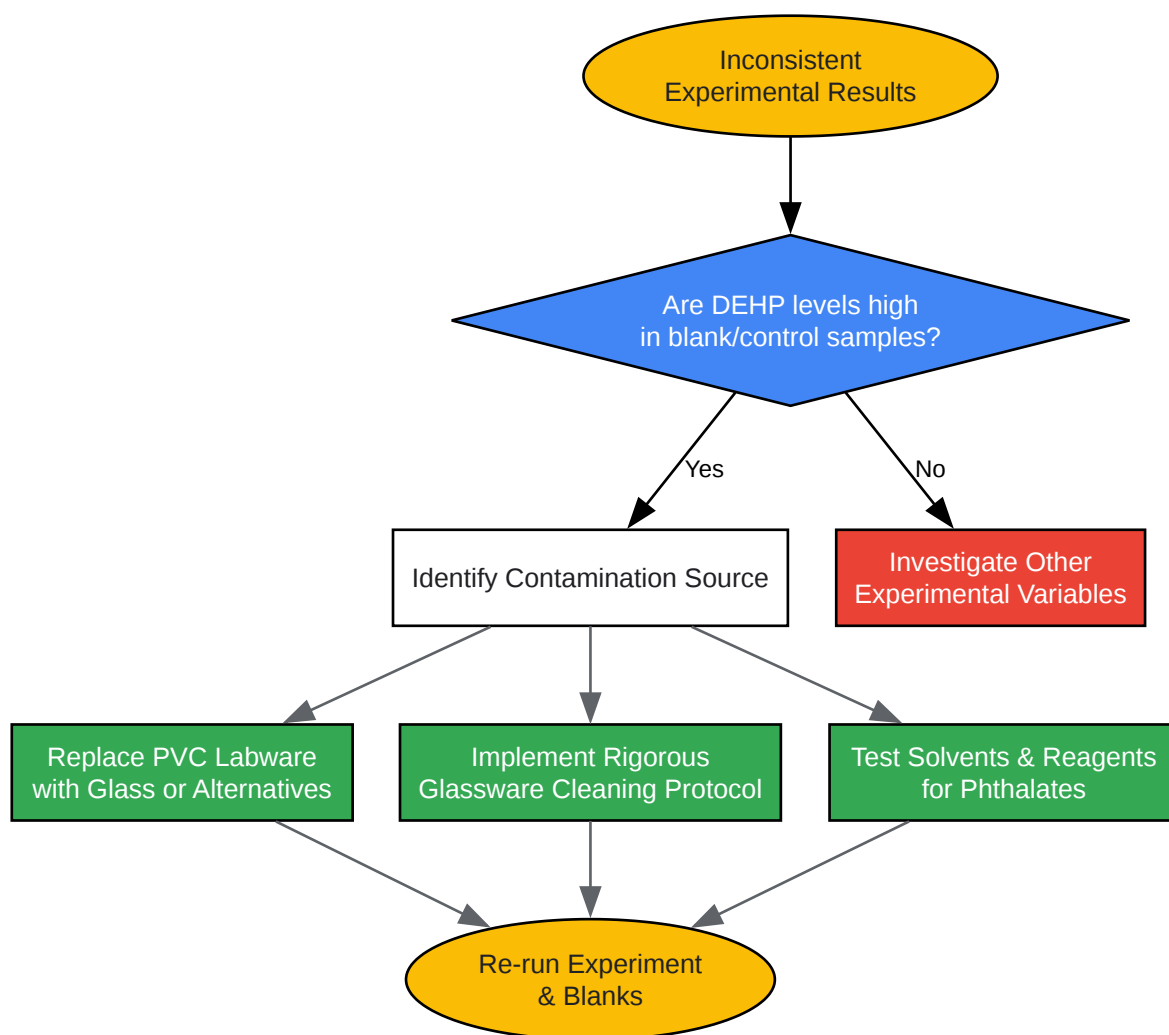 Inconsistent
Experimental Results
Are DEHP levels high
in blank/control samples?
Yes
No
Identify Contamination Source
Investigate Other
Experimental Variables
Replace PVC Labware
with Glass or Alternatives
Implement Rigorous
Glassware Cleaning Protocol
Test Solvents & Reagents
for Phthalates
Re-run Experiment
& Blanks